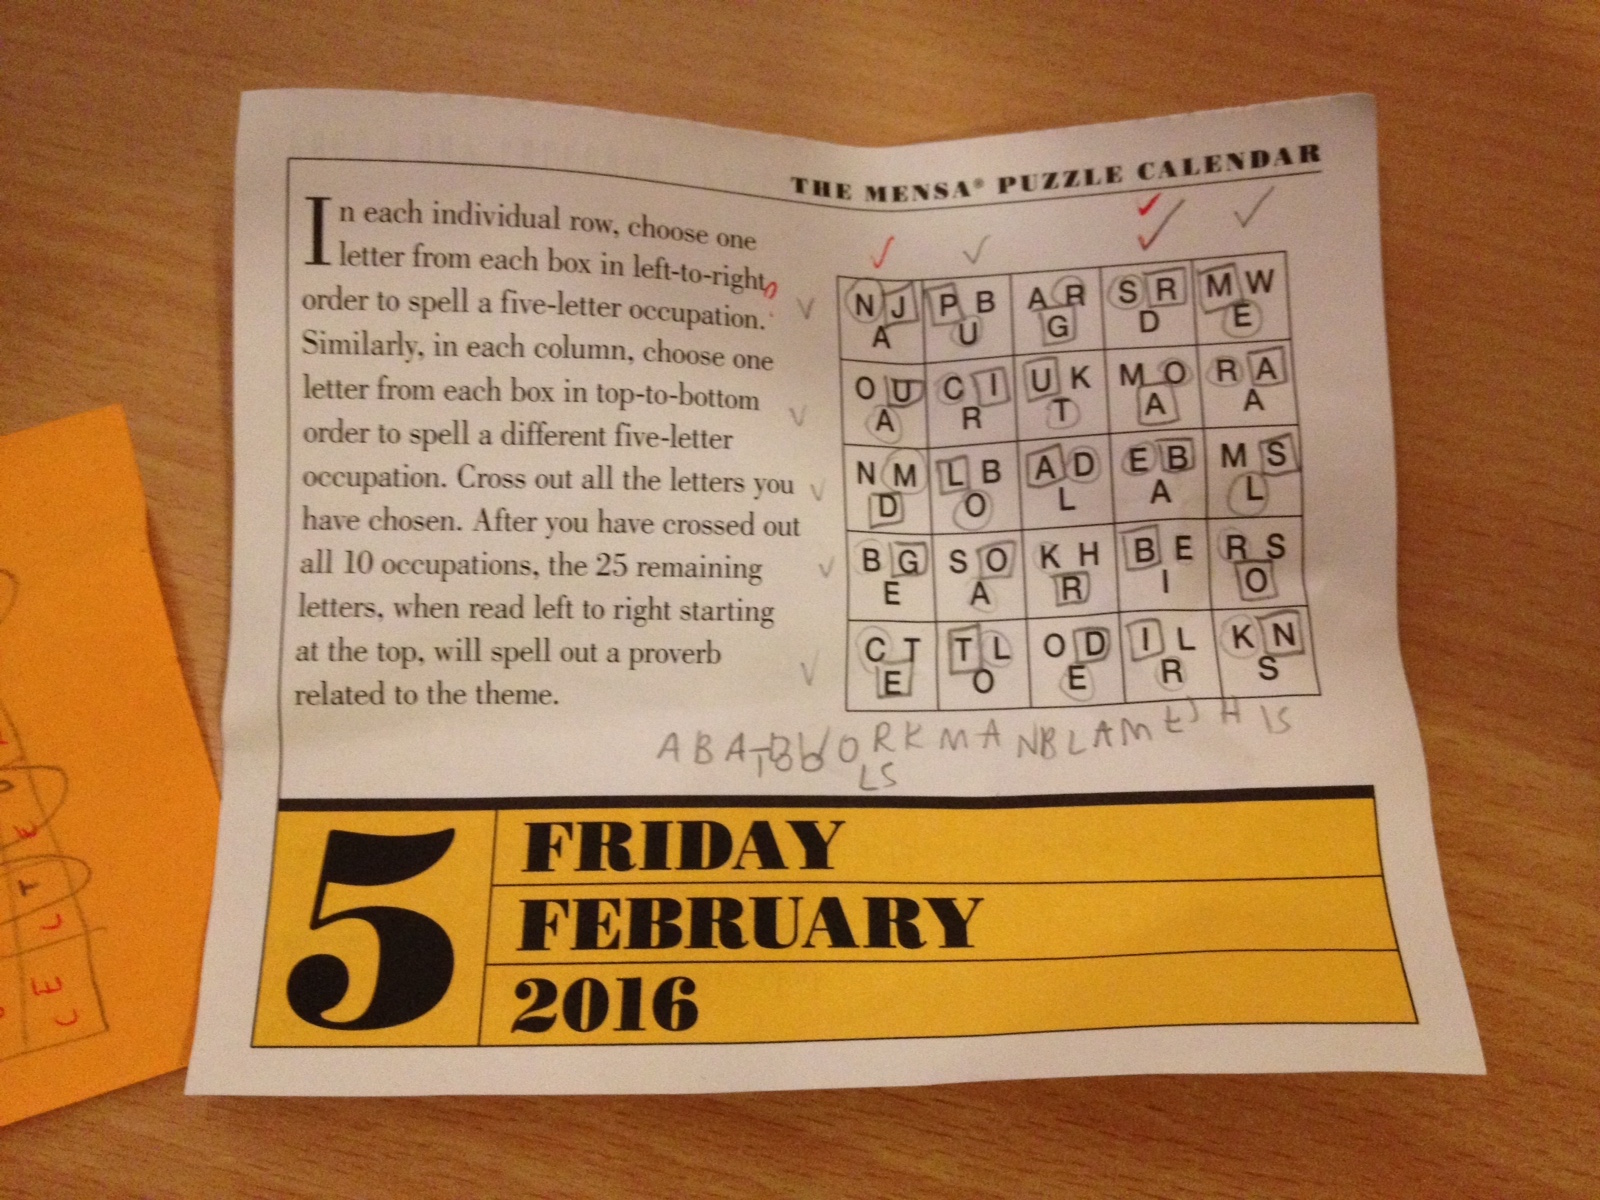 THE MENSA® PUZZLE CALENDAR
In each individual row, choose one
letter from each box in left-to-right
order to spell a five-letter occupation.
Similarly, in each column, choose one
letter from each box in top-to-bottom
order to spell a different five-letter
occupation. Cross out all the letters you
have chosen. After you have crossed out
all 10 occupations, the 25 remaining
letters, when read left to right starting
at the top, will spell out a proverb
related to the theme.
N J P B A R S R M W
A U G D E
O U C I U K M O R A
A R T A A
N M L B A D E B M S
D O L A L
B G S O K H B E R S
E A R I O
C T T L O D I L K N
E O E R S
ABA WORKMANBLAMES HIS
LS
5
FRIDAY
FEBRUARY
2016
E
T
L
E